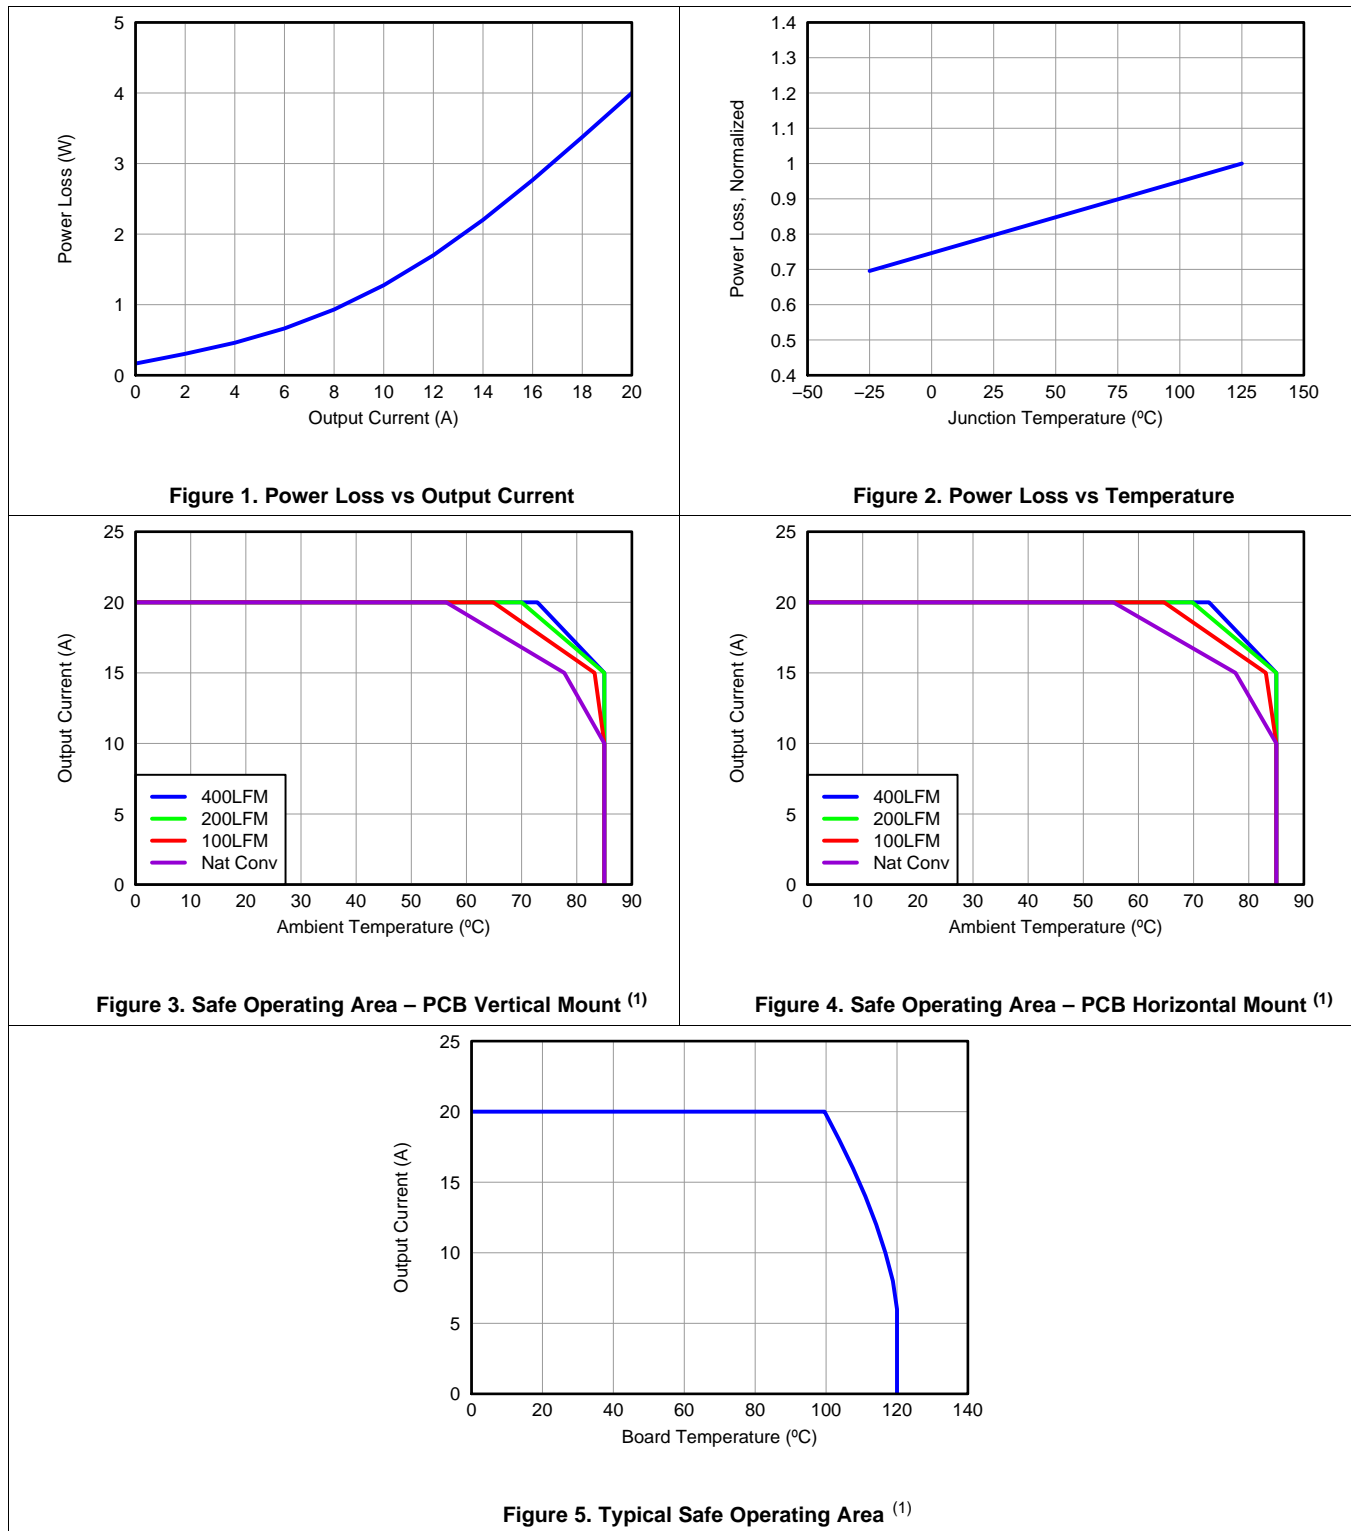 5
4
3
2
1
0
Power Loss (W)
0 2 4 6 8 10 12 14 16 18 20
Output Current (A)
Figure 1. Power Loss vs Output Current
1.4
1.3
1.2
1.1
1
0.9
0.8
0.7
0.6
0.5
0.4
Power Loss, Normalized
–50 –25 0 25 50 75 100 125 150
Junction Temperature (ºC)
Figure 2. Power Loss vs Temperature
25
20
15
10
5
0
Output Current (A)
400LFM
200LFM
100LFM
Nat Conv
0 10 20 30 40 50 60 70 80 90
Ambient Temperature (ºC)
Figure 3. Safe Operating Area – PCB Vertical Mount (1)
25
20
15
10
5
0
Output Current (A)
400LFM
200LFM
100LFM
Nat Conv
0 10 20 30 40 50 60 70 80 90
Ambient Temperature (ºC)
Figure 4. Safe Operating Area – PCB Horizontal Mount (1)
25
20
15
10
5
0
Output Current (A)
0 20 40 60 80 100 120 140
Board Temperature (ºC)
Figure 5. Typical Safe Operating Area (1)